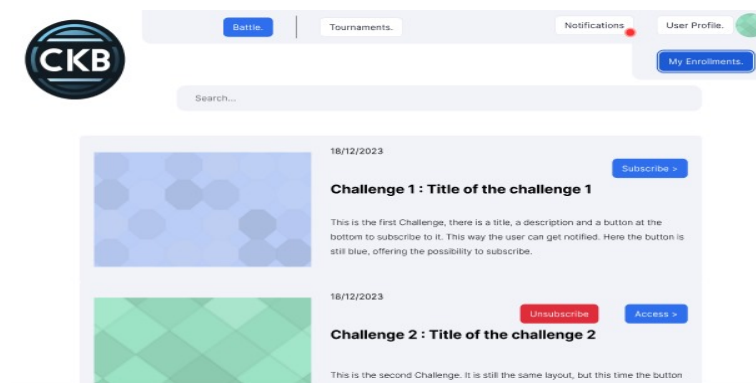 CKB
Battle.
Tournaments.
Notifications
User Profile.
My Enrollments.
Search...
18/12/2023
Subscribe >
Challenge 1 : Title of the challenge 1
This is the first Challenge, there is a title, a description and a button at the
bottom to subscribe to it. This way the user can get notified. Here the button is
still blue, offering the possibility to subscribe.
18/12/2023
Unsubscribe
Access >
Challenge 2 : Title of the challenge 2
This is the second Challenge. It is still the same layout, but this time the button